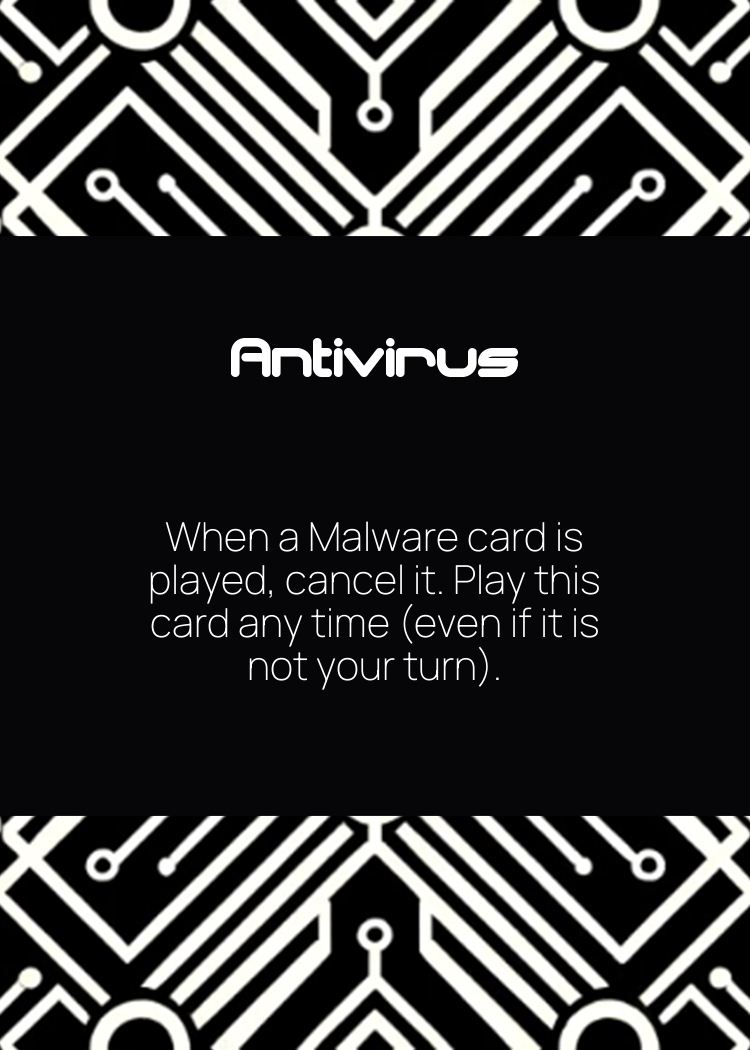 Antivirus
When a Malware card is
played, cancel it. Play this
card any time (even if it is
not your turn).